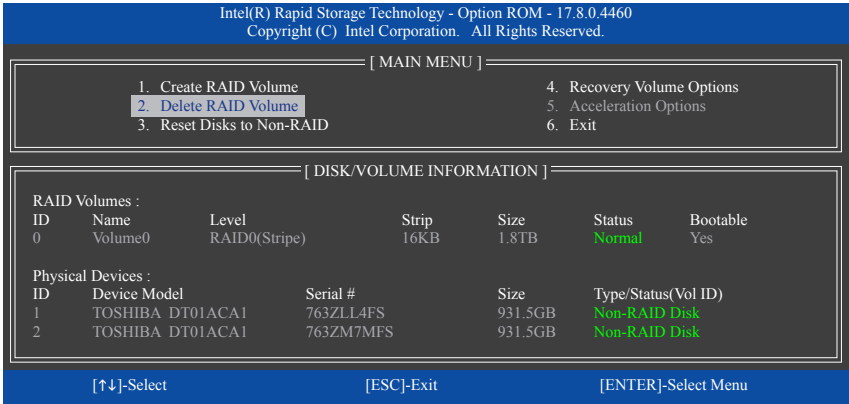 Intel(R) Rapid Storage Technology - Option ROM - 17.8.0.4460
Copyright (C) Intel Corporation. All Rights Reserved.
[ MAIN MENU ]
1. Create RAID Volume 4. Recovery Volume Options
2. Delete RAID Volume 5. Acceleration Options
3. Reset Disks to Non-RAID 6. Exit
[ DISK/VOLUME INFORMATION ]
RAID Volumes :
ID Name Level Strip Size Status Bootable
0 Volume0 RAID0(Stripe) 16KB 1.8TB Normal Yes
Physical Devices :
ID Device Model Serial # Size Type/Status(Vol ID)
1 TOSHIBA DT01ACA1 763ZLL4FS 931.5GB Non-RAID Disk
2 TOSHIBA DT01ACA1 763ZM7MFS 931.5GB Non-RAID Disk
[↑↓]-Select [ESC]-Exit [ENTER]-Select Menu